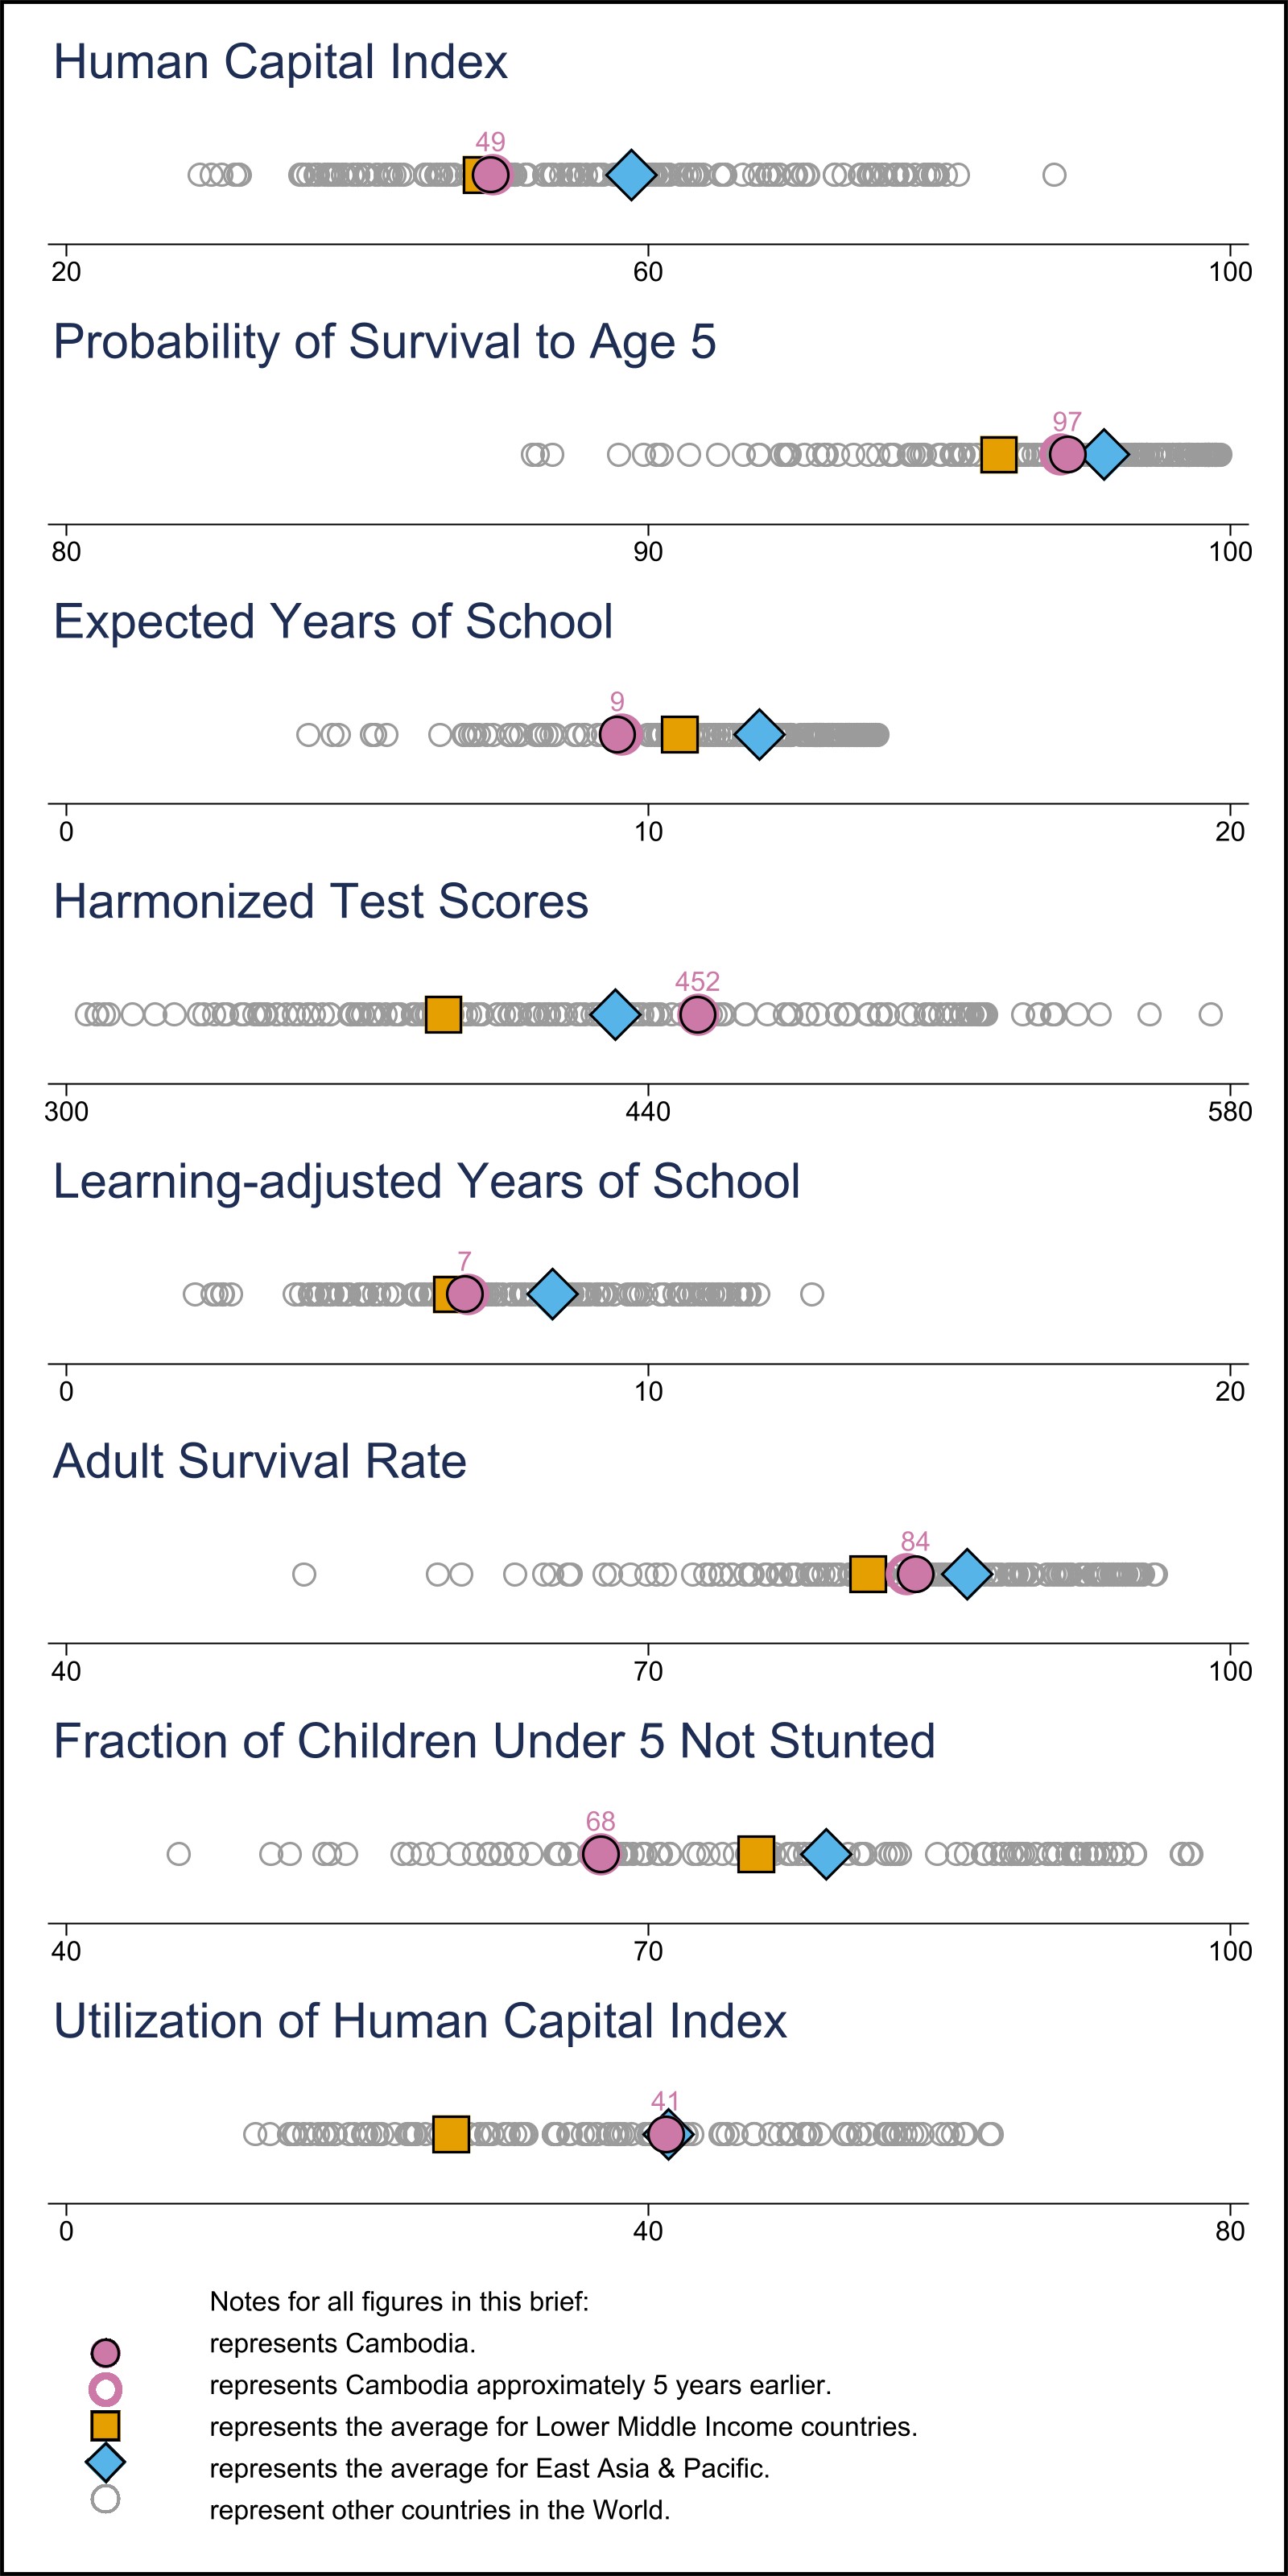 Human Capital Index
49
20 60 100
Probability of Survival to Age 5
97
80 90 100
Expected Years of School
9
0 10 20
Harmonized Test Scores
452
300 440 580
Learning-adjusted Years of School
7
0 10 20
Adult Survival Rate
84
40 70 100
Fraction of Children Under 5 Not Stunted
68
40 70 100
Utilization of Human Capital Index
41
0 40 80
Notes for all figures in this brief:
represents Cambodia.
represents Cambodia approximately 5 years earlier.
represents the average for Lower Middle Income countries.
represents the average for East Asia & Pacific.
represent other countries in the World.